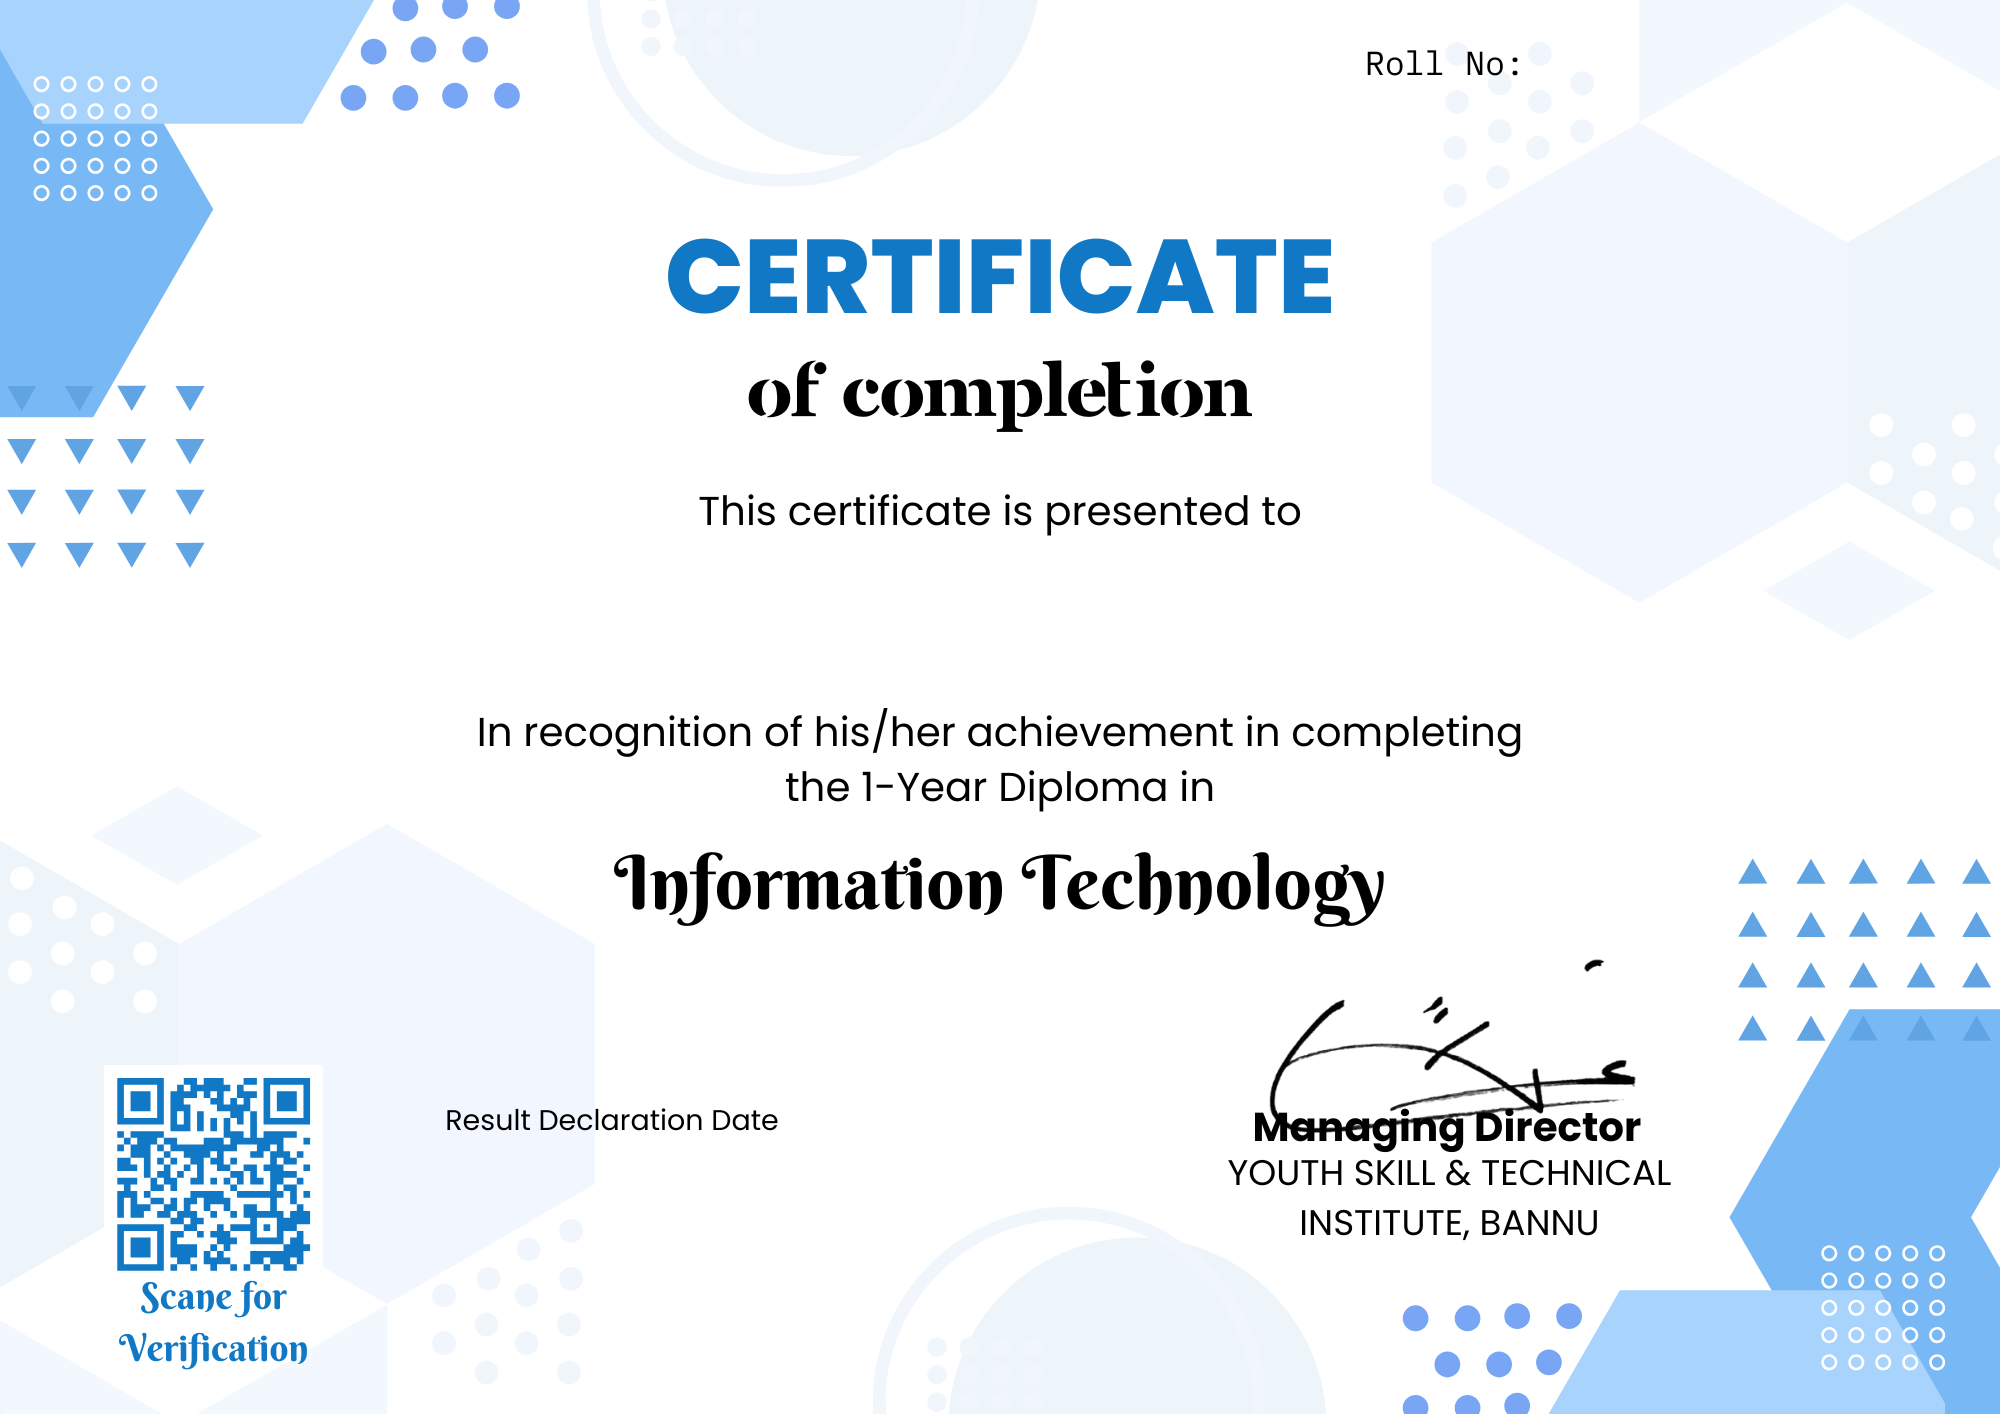 Roll No:
CERTIFICATE
of completion
This certificate is presented to
In recognition of his/her achievement in completing
the 1-Year Diploma in
Information Technology
Result Declaration Date
Managing Director
YOUTH SKILL & TECHNICAL
INSTITUTE, BANNU
Scane for
Verification